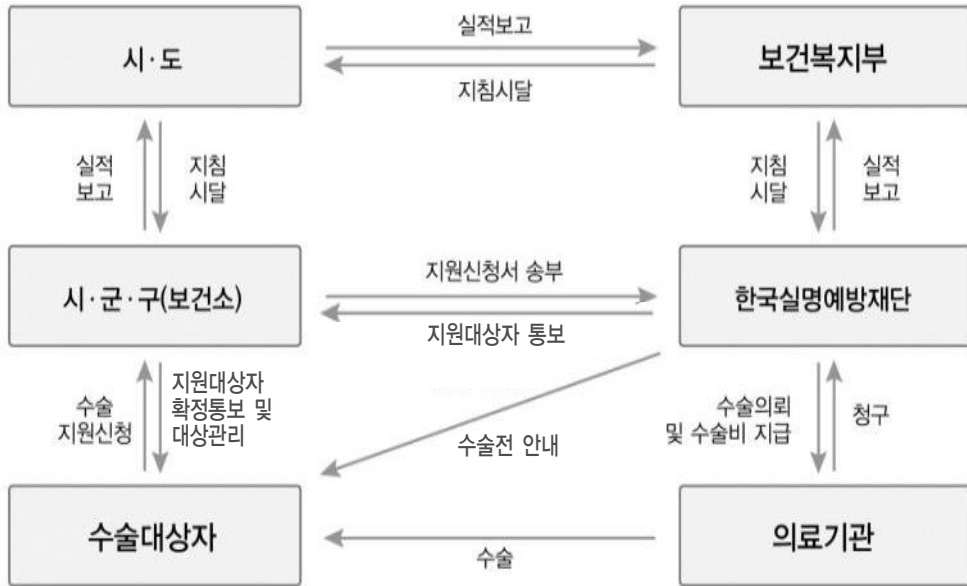 시·도
실적보고
지침시달
보건복지부
실적
보고
지침
시달
지침
시달
실적
보고
시·군·구(보건소)
지원신청서 송부
지원대상자 통보
한국실명예방재단
수술
지원신청
지원대상자
확정통보 및
대상관리
수술전 안내
수술의뢰
및 수술비 지급
청구
수술대상자
수술
의료기관